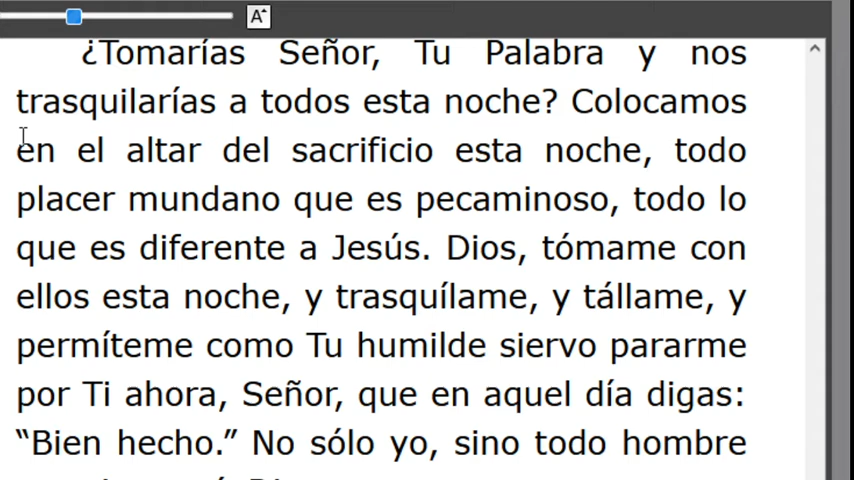 A
¿Tomarías Señor, Tu Palabra y nos
trasquilarías a todos esta noche? Colocamos
en el altar del sacrificio esta noche, todo
placer mundano que es pecaminoso, todo lo
que es diferente a Jesús. Dios, tómame con
ellos esta noche, y trasquílame, y tállame, y
permíteme como Tu humilde siervo pararme
por Ti ahora, Señor, que en aquel día digas:
“Bien hecho.” No sólo yo, sino todo hombre